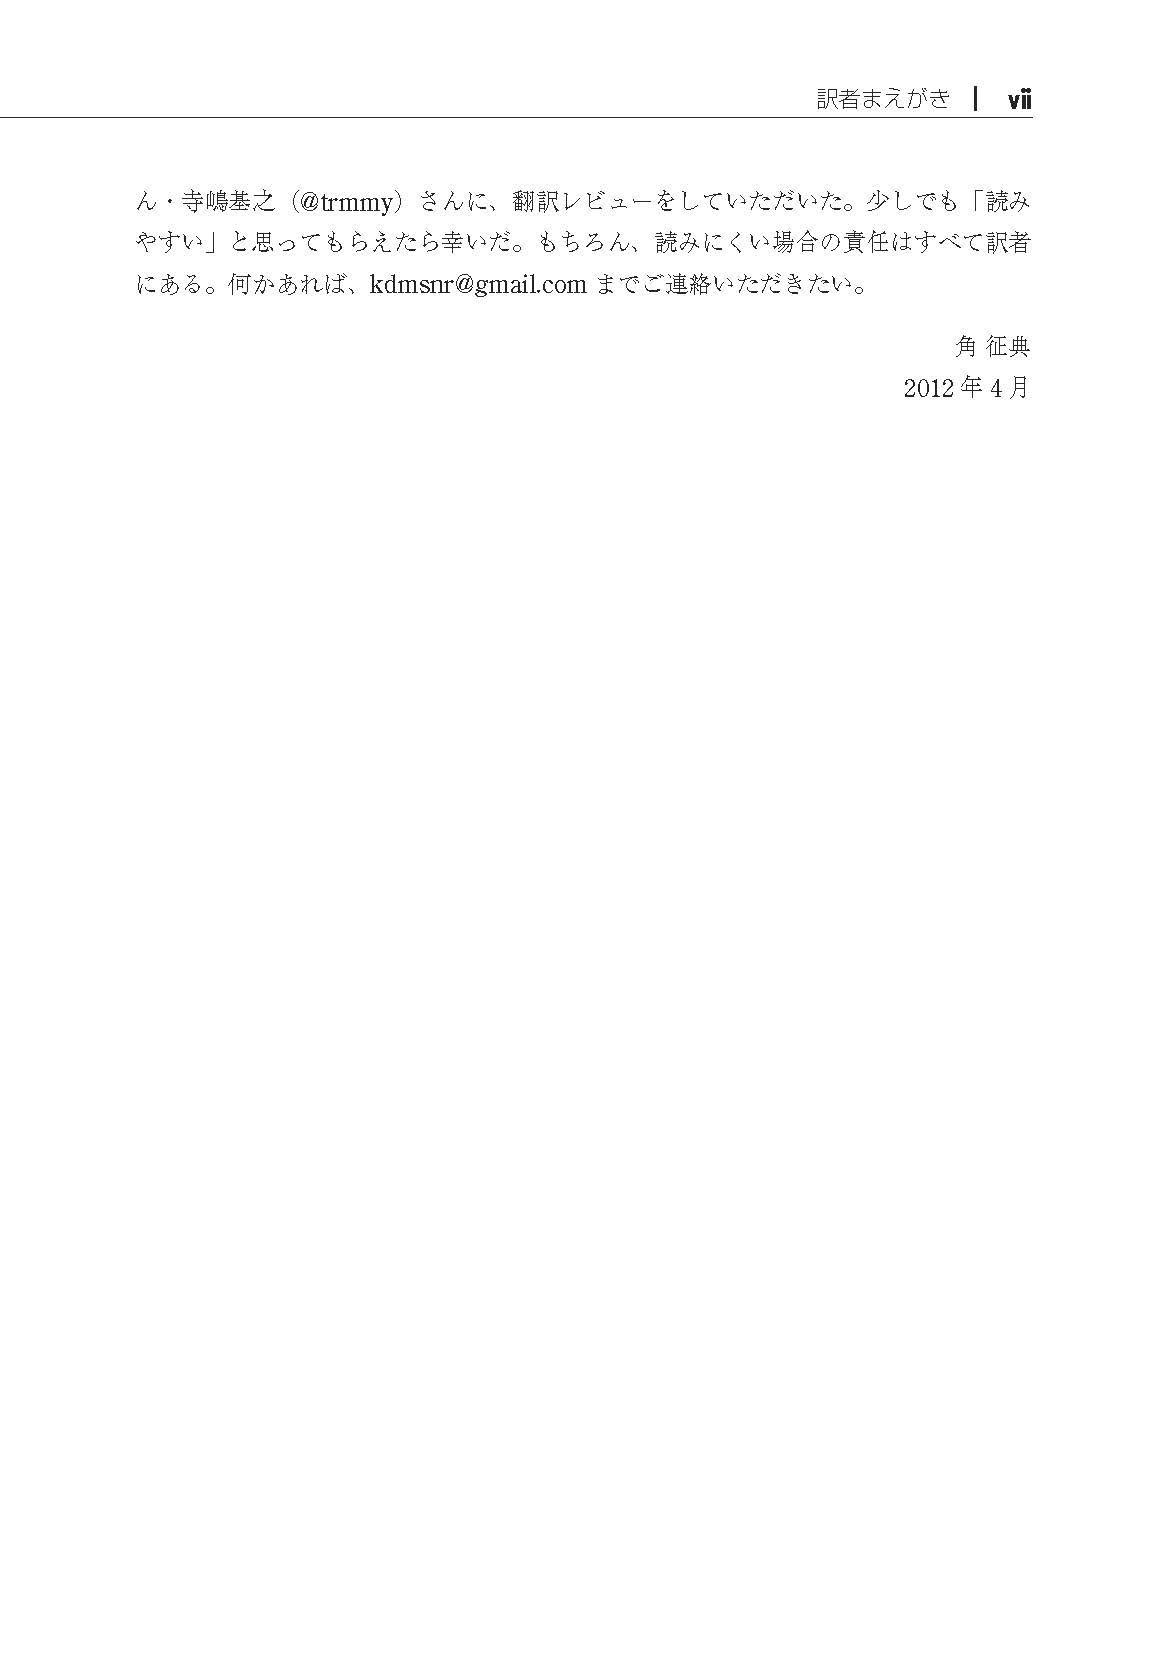 訳者まえがき | vii
ん・寺嶋基之（@trmmy）さんに、翻訳レビューをしていただいた。少しでも「読み
やすい」と思ってもらえたら幸いだ。もちろん、読みにくい場合の責任はすべて訳者
にある。何かあれば、kdmsnr@gmail.com までご連絡いただきたい。
角 征典
2012 年 4 月